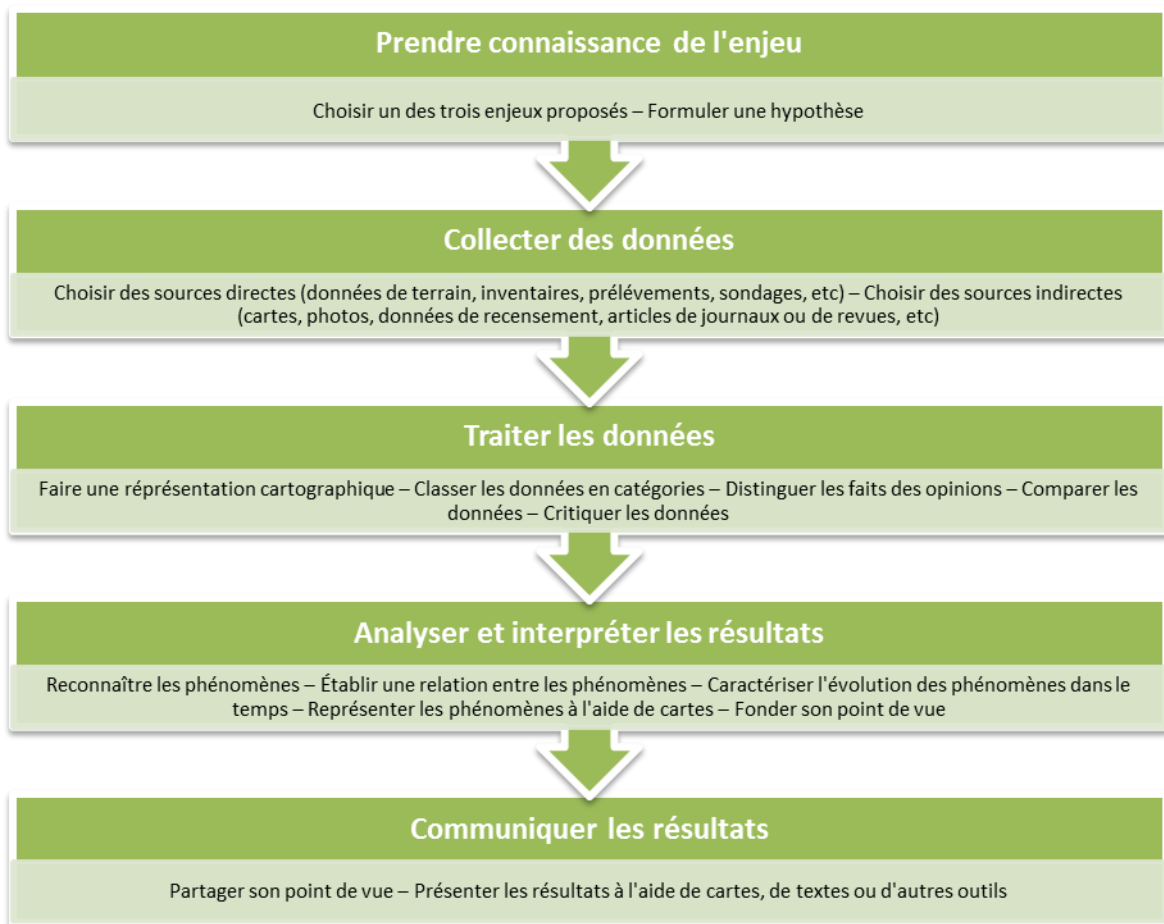 Prendre connaissance de l'enjeu
Choisir un des trois enjeux proposés – Formuler une hypothèse
Collecter des données
Choisir des sources directes (données de terrain, inventaires, prélévements, sondages, etc) – Choisir des sources indirectes
(cartes, photos, données de recensement, articles de journaux ou de revues, etc)
Traiter les données
Faire une réprésentation cartographique – Classer les données en catégories – Distinguer les faits des opinions – Comparer les
données – Critiquer les données
Analyser et interpréter les résultats
Reconnaître les phénomènes – Établir une relation entre les phénomènes – Caractériser l'évolution des phénomènes dans le
temps – Représenter les phénomènes à l'aide de cartes – Fonder son point de vue
Communiquer les résultats
Partager son point de vue – Présenter les résultats à l'aide de cartes, de textes ou d'autres outils